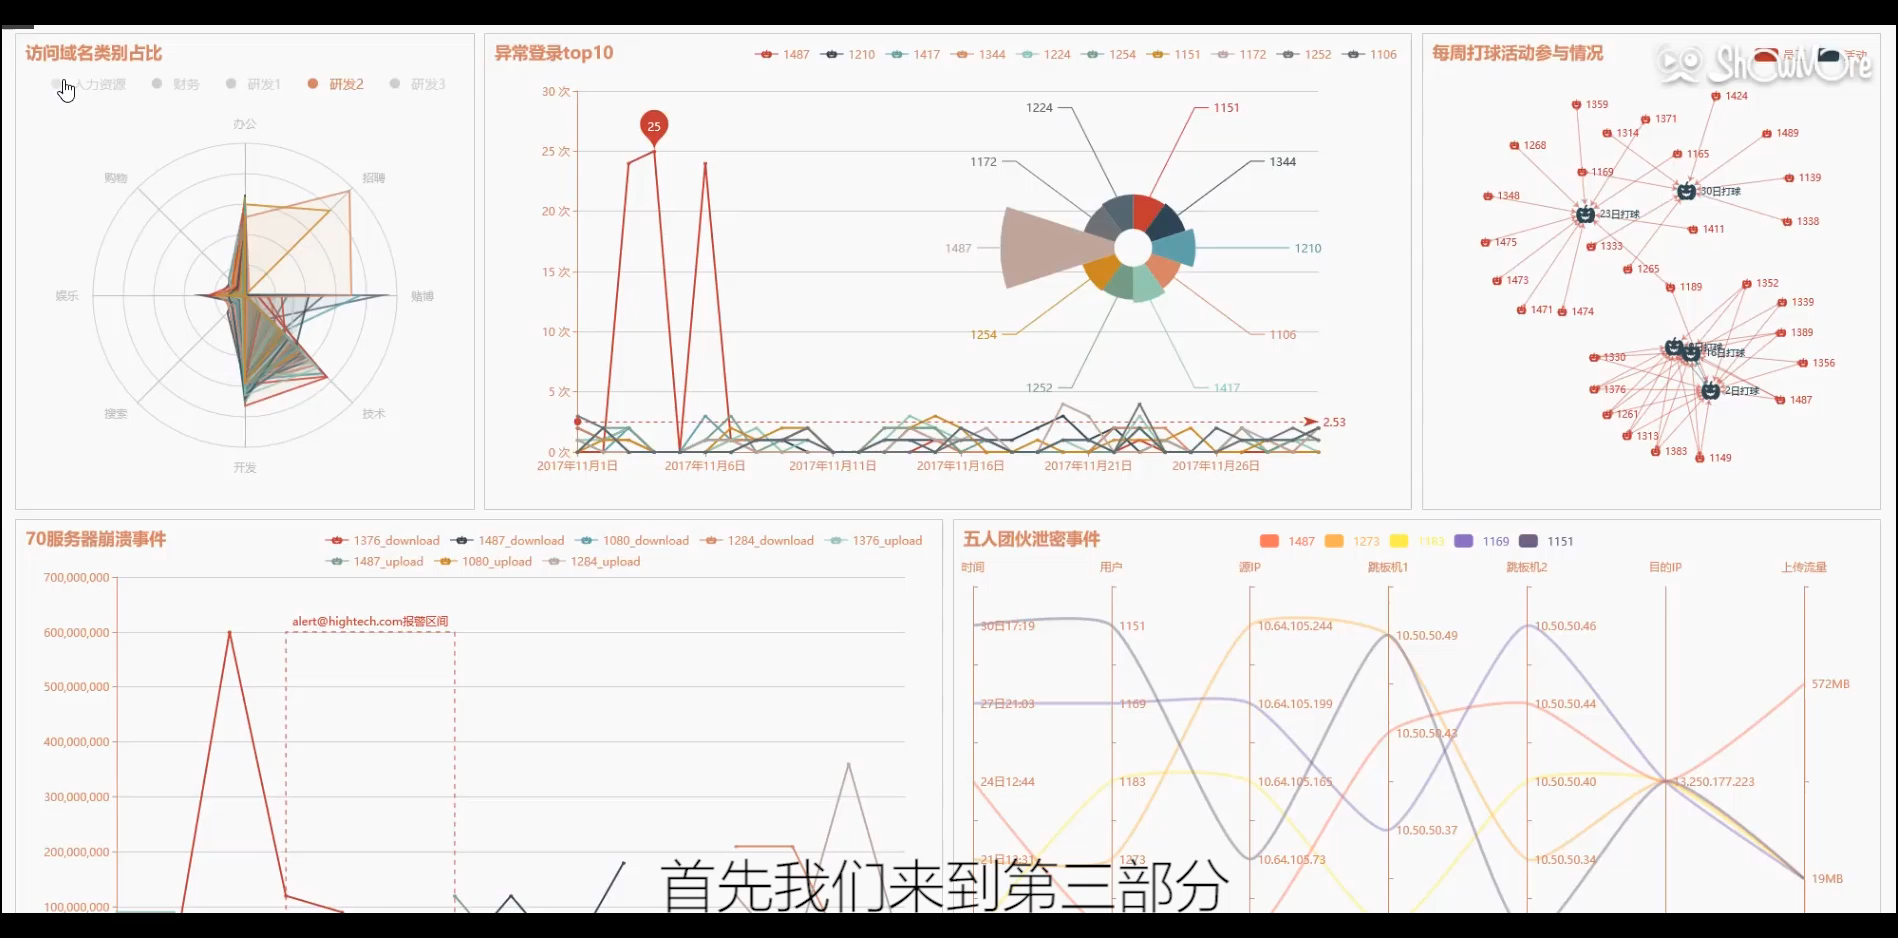 访问域名类别占比
人力资源 财务 研发1 研发2 研发3
办公
购物 招聘
娱乐 赌博
搜索 技术
开发
异常登录top10
1487 1210 1417 1344 1224 1254 1151 1172 1252 1106
30 次
25 次
20 次
15 次
10 次
5 次
0 次
25
2.53
2017年11月1日 2017年11月6日 2017年11月11日 2017年11月16日 2017年11月21日 2017年11月26日
1224 1151
1172 1344
1487 1210
1254 1106
1252 1417
每周打球活动参与情况
ShowMore
1424
1359
1371
1314 1489
1268
1165
1169 1139
30日打球
1348
23日打球
1338
1411
1475 1333
1265
1473 1189 1352
1339
1471 1474
1389
1330 16日打球 1356
1376 2日打球 1487
1261
1313
1383 1149
70服务器崩溃事件
1376_download 1487_download 1080_download 1284_download 1376_upload
1487_upload 1080_upload 1284_upload
700,000,000
600,000,000
500,000,000
400,000,000
300,000,000
200,000,000
100,000,000
alert@hightech.com报警区间
五人团伙泄密事件
1487 1273 1183 1169 1151
时间 用户 源IP 跳板机1 跳板机2 目的IP 上传流量
30日17:19 1151 10.64.105.244 10.50.50.49 10.50.50.46
572MB
27日21:03 1169 10.64.105.199 10.50.50.43 10.50.50.44
24日12:44 1183 10.64.105.165 10.50.50.40 13.250.177.223
10.50.50.37
21日13:31 1273 10.64.105.73 10.50.50.34
19MB
首先我们来到第三部分